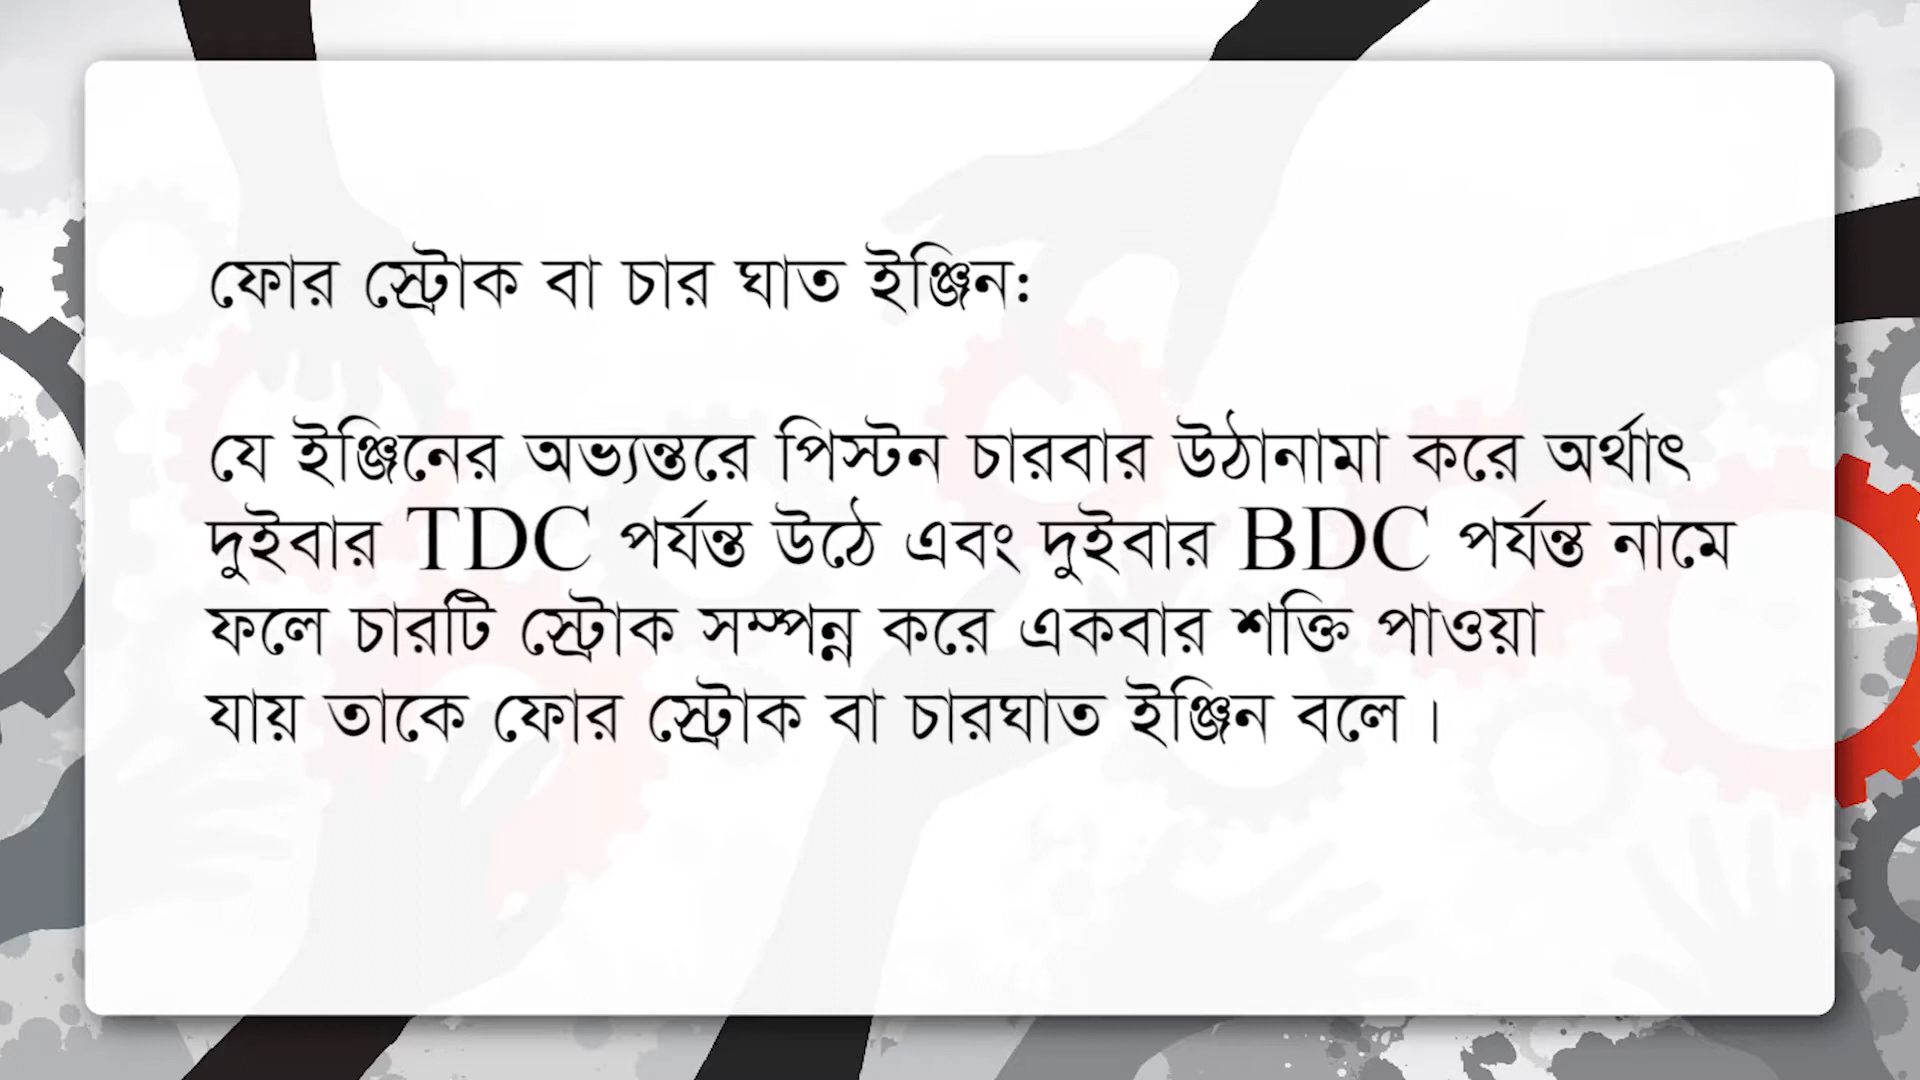 ফোর স্ট্রোক বা চার ঘাত ইঞ্জিনঃ
যে ইঞ্জিনের অভ্যন্তরে পিস্টন চারবার উঠানামা করে অর্থাৎ
দুইবার TDC পর্যন্ত উঠে এবং দুইবার BDC পর্যন্ত নামে
ফলে চারটি স্ট্রোক সম্পন্ন করে একবার শক্তি পাওয়া
যায় তাকে ফোর স্ট্রোক বা চারঘাত ইঞ্জিন বলে।